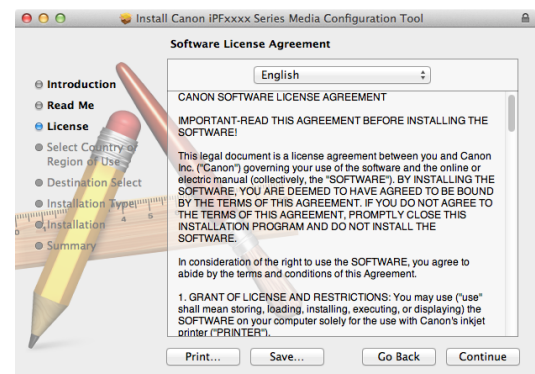 Install Canon iPFxxxx Series Media Configuration Tool
Software License Agreement
Introduction
Read Me
License
Select Country or
Region of Use
Destination Select
Installation Type
Installation
Summary
English
CANON SOFTWARE LICENSE AGREEMENT
IMPORTANT-READ THIS AGREEMENT BEFORE INSTALLING THE
SOFTWARE!
This legal document is a license agreement between you and Canon
Inc. ("Canon") governing your use of the software and the online or
electric manual (collectively, the "SOFTWARE"). BY INSTALLING THE
SOFTWARE, YOU ARE DEEMED TO HAVE AGREED TO BE BOUND
BY THE TERMS OF THIS AGREEMENT. IF YOU DO NOT AGREE TO
THE TERMS OF THIS AGREEMENT, PROMPTLY CLOSE THIS
INSTALLATION PROGRAM AND DO NOT INSTALL THE
SOFTWARE.
In consideration of the right to use the SOFTWARE, you agree to
abide by the terms and conditions of this Agreement.
1. GRANT OF LICENSE AND RESTRICTIONS: You may use ("use"
shall mean storing, loading, installing, executing, or displaying) the
SOFTWARE on your computer solely for the use with Canon's inkjet
printer ("PRINTER").
Print...
Save...
Go Back
Continue